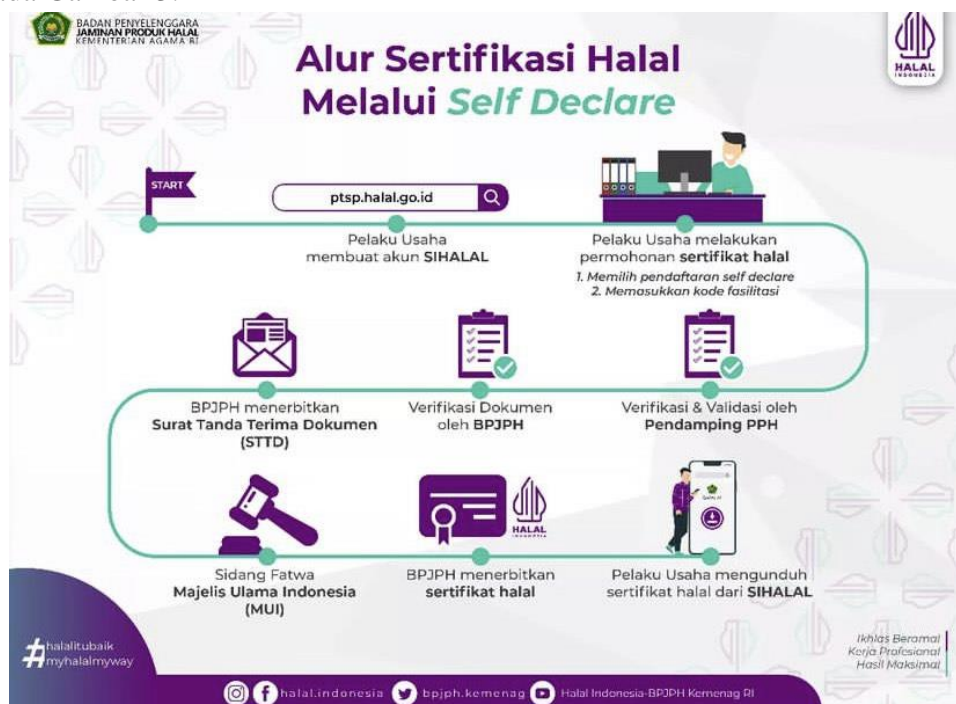 BADAN PENYELENGGARA
JAMINAN PRODUK HALAL
KEMENTERIAN AGAMA RI
HALAL
INDONESIA
Alur Sertifikasi Halal
Melalui Self Declare
START
ptsp.halal.go.id
Pelaku Usaha
membuat akun SIHALAL
Pelaku Usaha melakukan
permohonan sertifikat halal
1. Memilih pendaftaran self declare
2. Memasukkan kode fasilitasi
BPJPH menerbitkan
Surat Tanda Terima Dokumen
(STTD)
Verifikasi Dokumen
oleh BPJPH
Verifikasi & Validasi oleh
Pendamping PPH
Sidang Fatwa
Majelis Ulama Indonesia
(MUI)
HALAL
INDONESIA
BPJPH menerbitkan
sertifikat halal
Pelaku Usaha mengunduh
sertifikat halal dari SIHALAL
#halalitubaik
#myhalalmyway
Ikhlas Beramal
Kerja Profesional
Hasil Maksimal
halal.indonesia bpjph.kemenag Halal Indonesia-BPJPH Kemenag RI